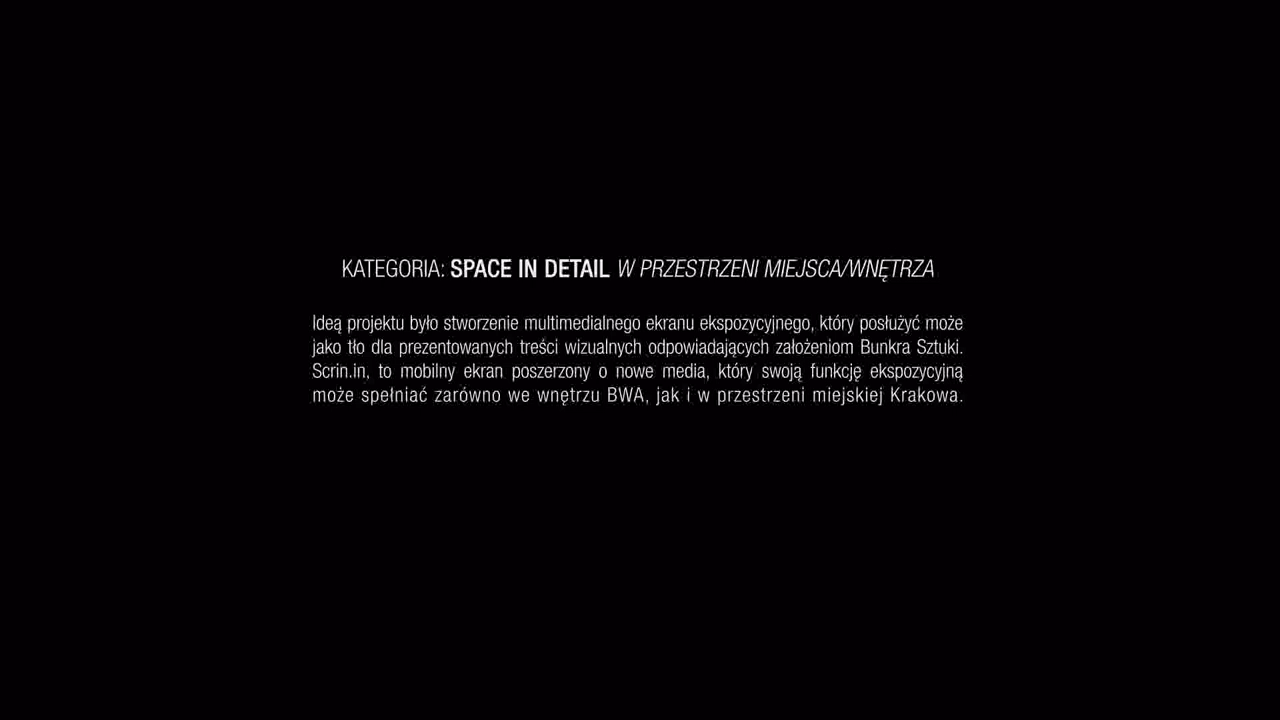 KATEGORIA: SPACE IN DETAIL W PRZESTRZENI MIEJSCA/WNĘTRZA
Ideą projektu było stworzenie multimedialnego ekranu ekspozycyjnego, który posłużyć może
jako tło dla prezentowanych treści wizualnych odpowiadających założeniom Bunkra Sztuki.
Scrin.in, to mobilny ekran poszerzony o nowe media, który swoją funkcję ekspozycyjną
może spełniać zarówno we wnętrzu BWA, jak i w przestrzeni miejskiej Krakowa.